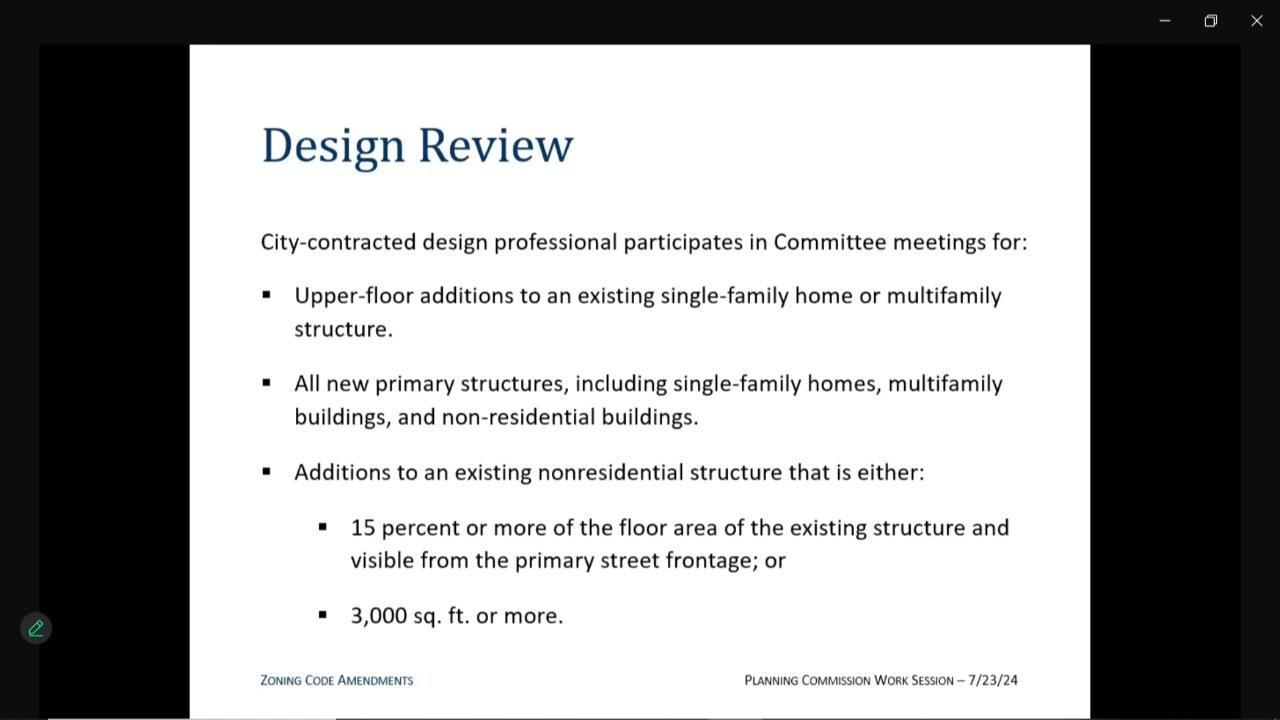 Design Review
City-contracted design professional participates in Committee meetings for:
▪ Upper-floor additions to an existing single-family home or multifamily
structure.
▪ All new primary structures, including single-family homes, multifamily
buildings, and non-residential buildings.
▪ Additions to an existing nonresidential structure that is either:
▪ 15 percent or more of the floor area of the existing structure and
visible from the primary street frontage; or
▪ 3,000 sq. ft. or more.
ZONING CODE AMENDMENTS
PLANNING COMMISSION WORK SESSION – 7/23/24